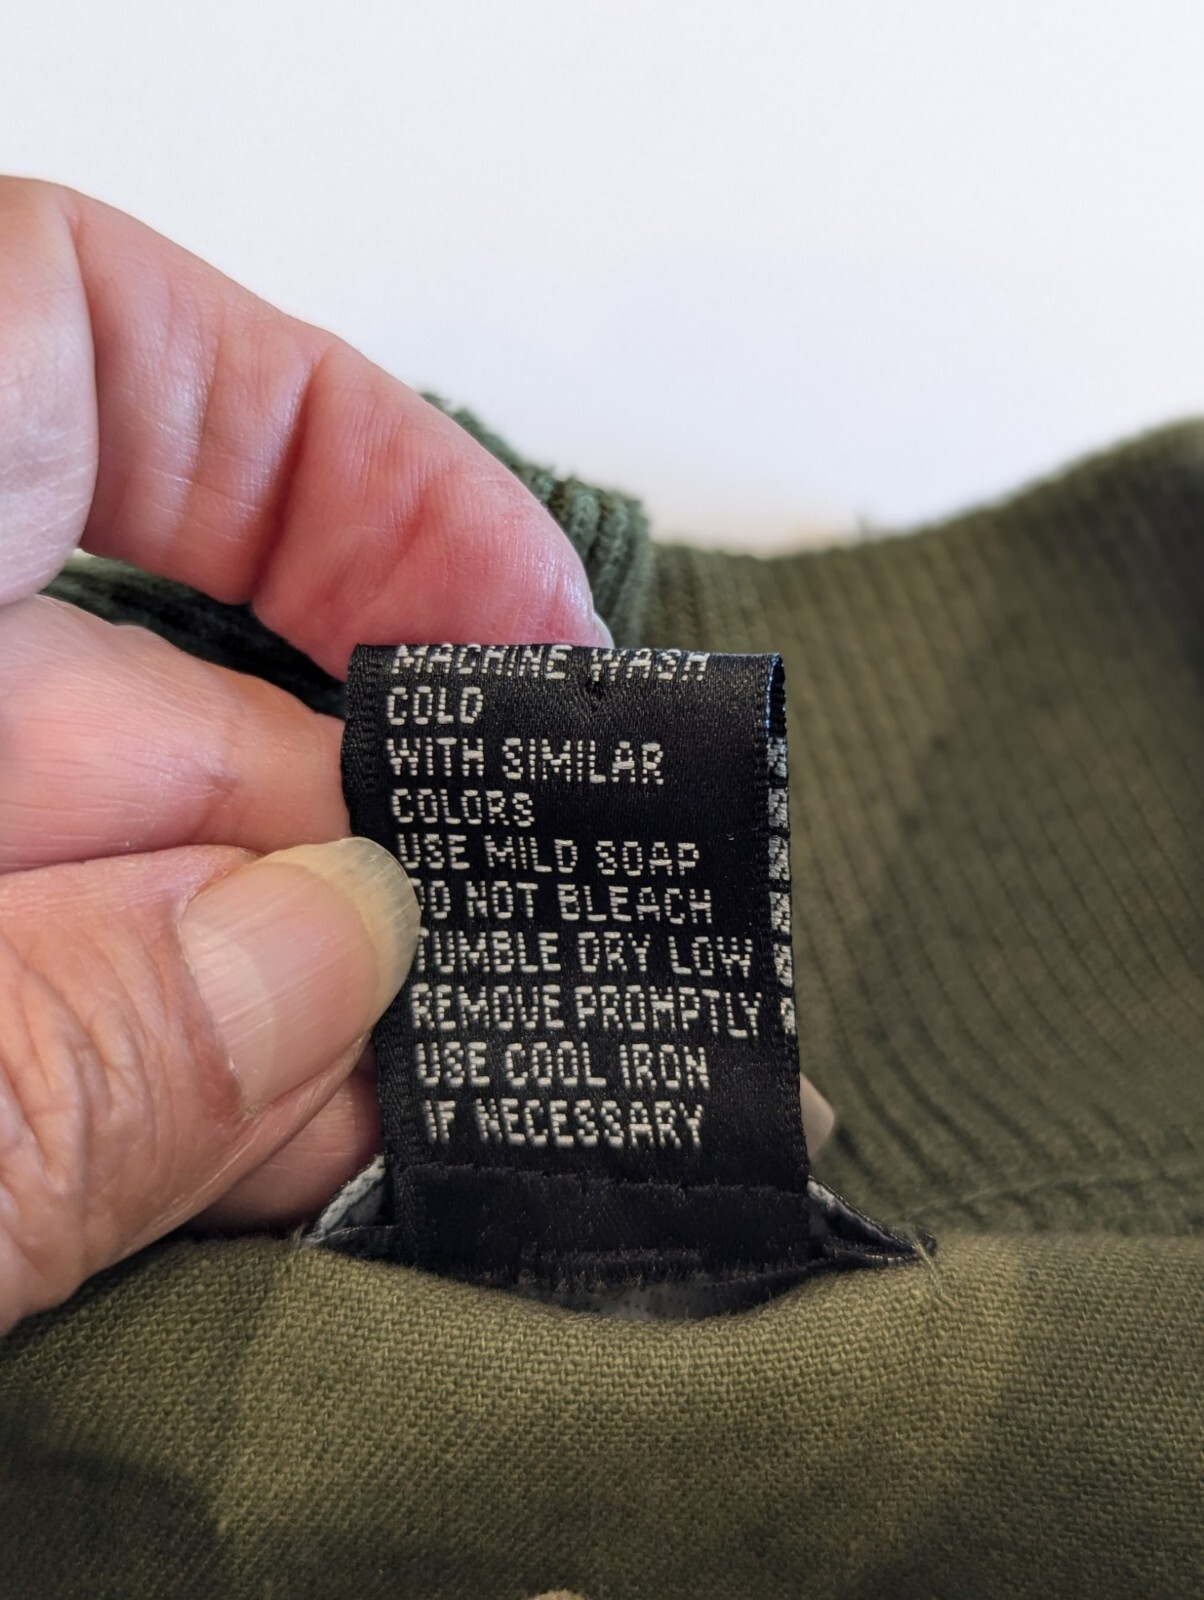 MACHINE WASH
COLD
WITH SIMILAR
COLORS
USE MILD SOAP
DO NOT BLEACH
TUMBLE DRY LOW
REMOVE PROMPTLY
USE COOL IRON
IF NECESSARY